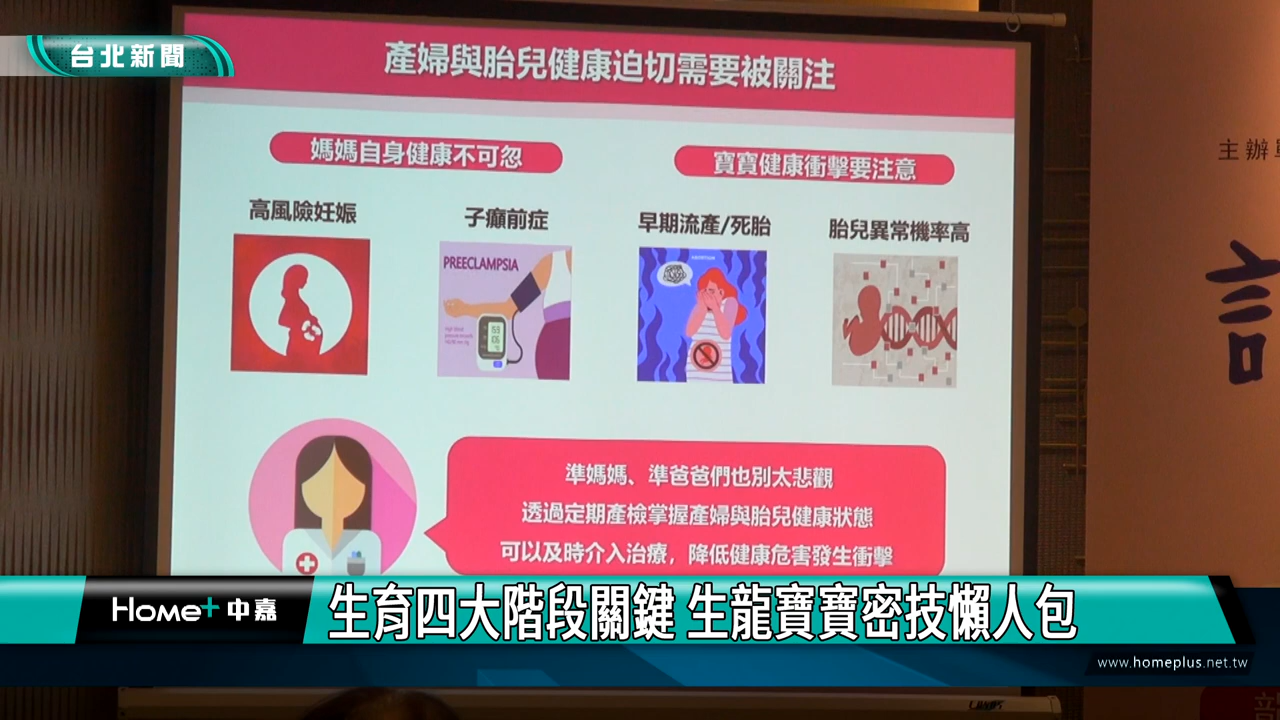 台北新聞
產婦與胎兒健康迫切需要被關注
主辦
媽媽自身健康不可忽
寶寶健康衝擊要注意
高風險妊娠
子癲前症
早期流產/死胎
胎兒異常機率高
PREECLAMPSIA
準媽媽、準爸爸們也別太悲觀
透過定期產檢掌握產婦與胎兒健康狀態
可以及時介入治療，降低健康危害發生衝擊
Home+ 中嘉
生育四大階段關鍵 生龍寶寶密技懶人包
www.homeplus.net.tw